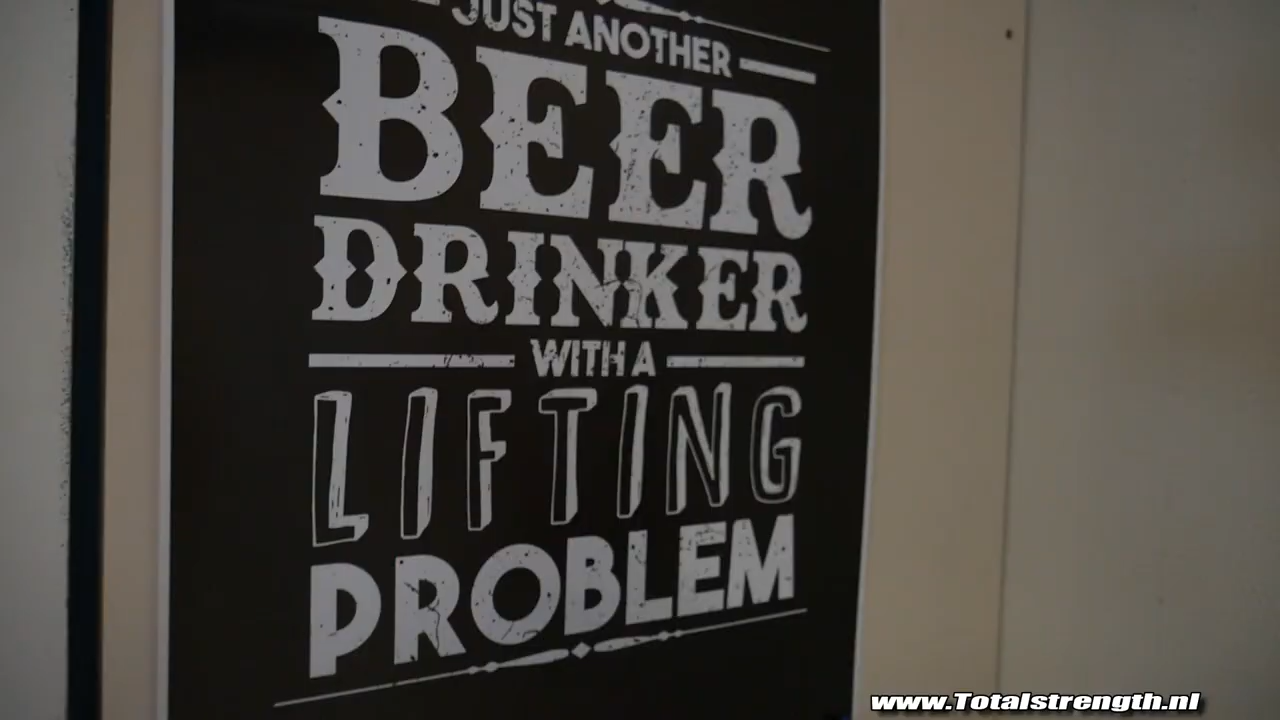 JUST ANOTHER
BEER
DRINKER
WITH A
LIFTING
PROBLEM
www.Totalstrength.nl